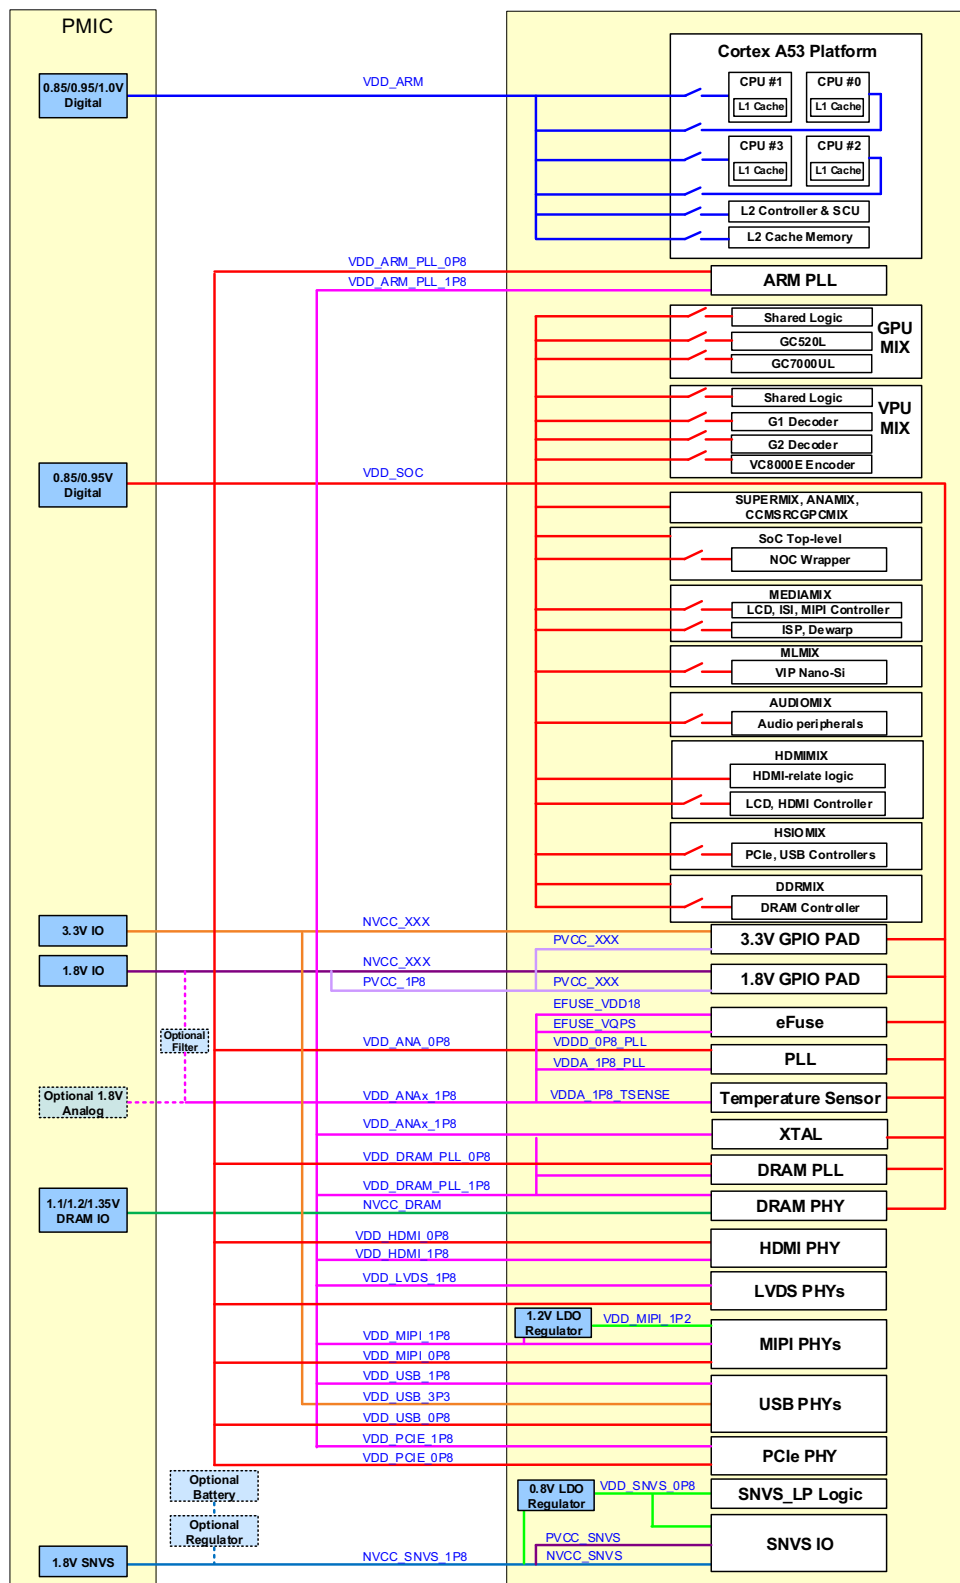 PMIC
Cortex A53 Platform
0.85/0.95/1.0V
Digital
VDD_ARM
CPU #1
L1 Cache
CPU #0
L1 Cache
CPU #3
L1 Cache
CPU #2
L1 Cache
L2 Controller & SCU
L2 Cache Memory
VDD_ARM_PLL_0P8
VDD_ARM_PLL_1P8
ARM PLL
Shared Logic
GC520L
GC7000UL
GPU
MIX
Shared Logic
G1 Decoder
G2 Decoder
VC8000E Encoder
VPU
MIX
0.85/0.95V
Digital
VDD_SOC
SUPERMIX, ANAMIX,
CCMSRCGPCMIX
SoC Top-level
NOC Wrapper
MEDIAMIX
LCD, ISI, MIPI Controller
ISP, Dewarp
MLMIX
VIP Nano-Si
AUDIOMIX
Audio peripherals
HDMIMIX
HDMI-relate logic
LCD, HDMI Controller
HSIOMIX
PCIe, USB Controllers
DDRMIX
DRAM Controller
3.3V IO
NVCC_XXX
PVCC_XXX
3.3V GPIO PAD
1.8V IO
NVCC_XXX
PVCC_1P8
PVCC_XXX
1.8V GPIO PAD
EFUSE_VDD18
EFUSE_VQPS
eFuse
Optional
Filter
VDD_ANA_0P8
VDDD_0P8_PLL
VDDA_1P8_PLL
PLL
Optional 1.8V
Analog
VDD_ANAx_1P8
VDDA_1P8_TSENSE
Temperature Sensor
VDD_ANAx_1P8
XTAL
VDD_DRAM_PLL_0P8
DRAM PLL
VDD_DRAM_PLL_1P8
1.1/1.2/1.35V
DRAM IO
NVCC_DRAM
DRAM PHY
VDD_HDMI_0P8
VDD_HDMI_1P8
HDMI PHY
VDD_LVDS_1P8
LVDS PHYs
1.2V LDO
Regulator
VDD_MIPI_1P2
VDD_MIPI_1P8
VDD_MIPI_0P8
MIPI PHYs
VDD_USB_1P8
VDD_USB_3P3
VDD_USB_0P8
USB PHYs
VDD_PCIE_1P8
VDD_PCIE_0P8
PCIe PHY
Optional
Battery
0.8V LDO
Regulator
VDD_SNVS_0P8
SNVS_LP Logic
Optional
Regulator
PVCC_SNVS
SNVS IO
1.8V SNVS
NVCC_SNVS_1P8
NVCC_SNVS